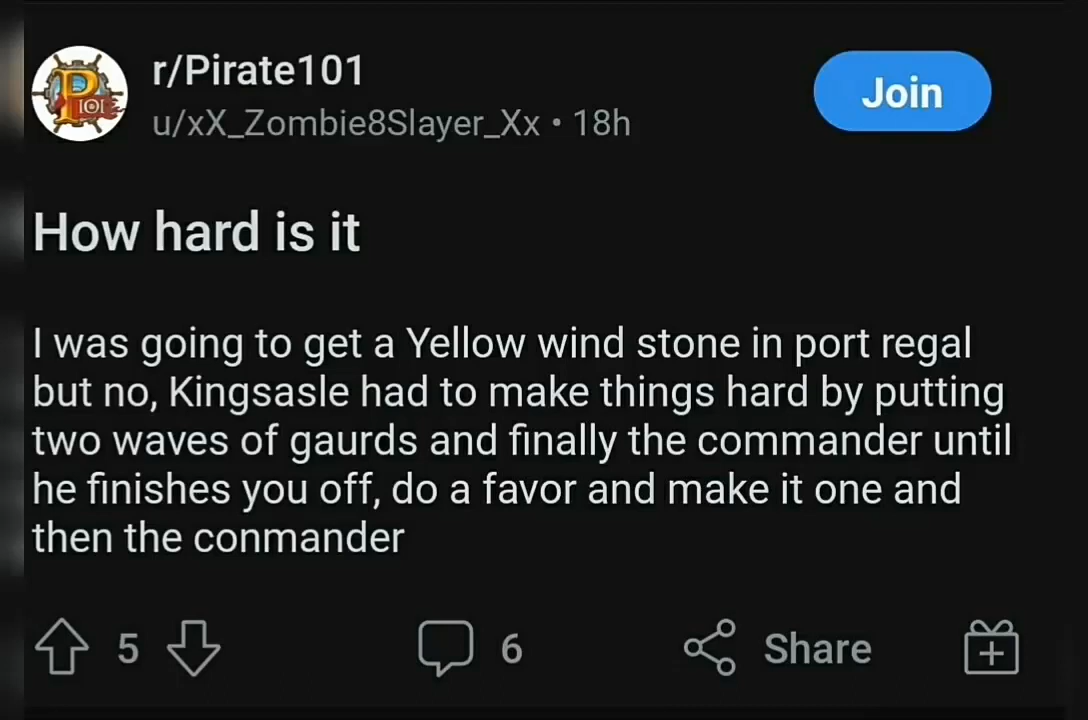 r/Pirate101
u/xX_Zombie8Slayer_Xx • 18h
Join
How hard is it
I was going to get a Yellow wind stone in port regal
but no, Kingsasle had to make things hard by putting
two waves of gaurds and finally the commander until
he finishes you off, do a favor and make it one and
then the conmander
5
6
Share
P
101